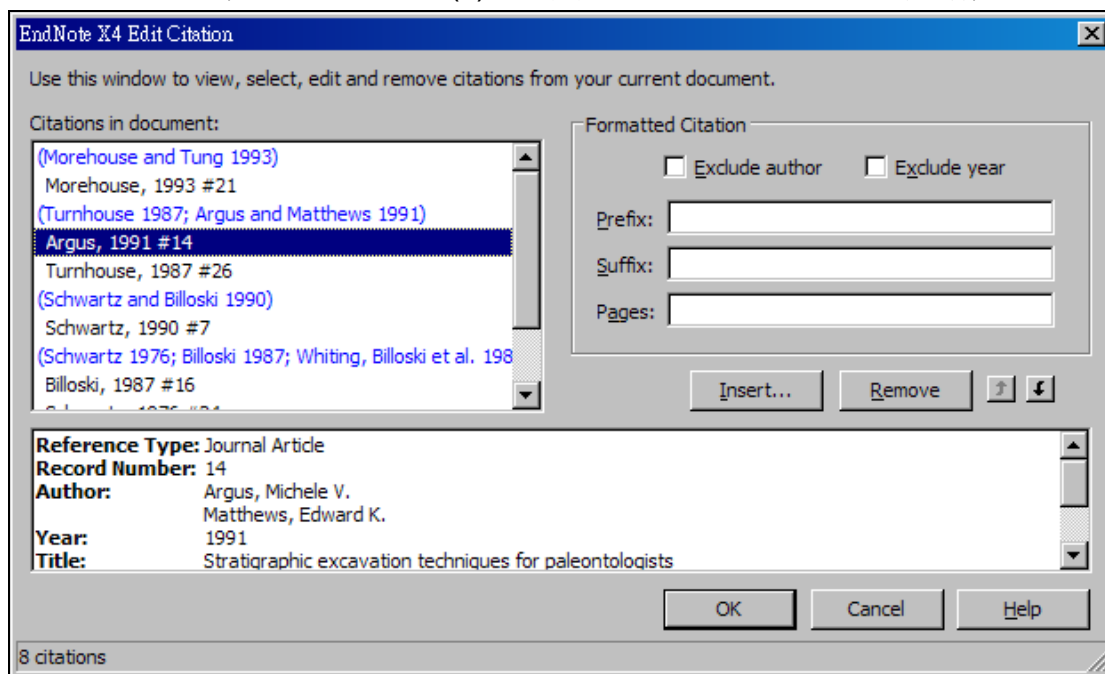 EndNote X4 Edit Citation
Use this window to view, select, edit and remove citations from your current document.
Citations in document:
(Morehouse and Tung 1993)
Morehouse, 1993 #21
(Turnhouse 1987; Argus and Matthews 1991)
Argus, 1991 #14
Turnhouse, 1987 #26
(Schwartz and Billoski 1990)
Schwartz, 1990 #7
(Schwartz 1976; Billoski 1987; Whiting, Billoski et al. 198
Billoski, 1987 #16
Formatted Citation
Exclude author
Exclude year
Prefix:
Suffix:
Pages:
Insert...
Remove
Reference Type: Journal Article
Record Number: 14
Author: Argus, Michele V.
Matthews, Edward K.
Year: 1991
Title: Stratigraphic excavation techniques for paleontologists
OK
Cancel
Help
8 citations